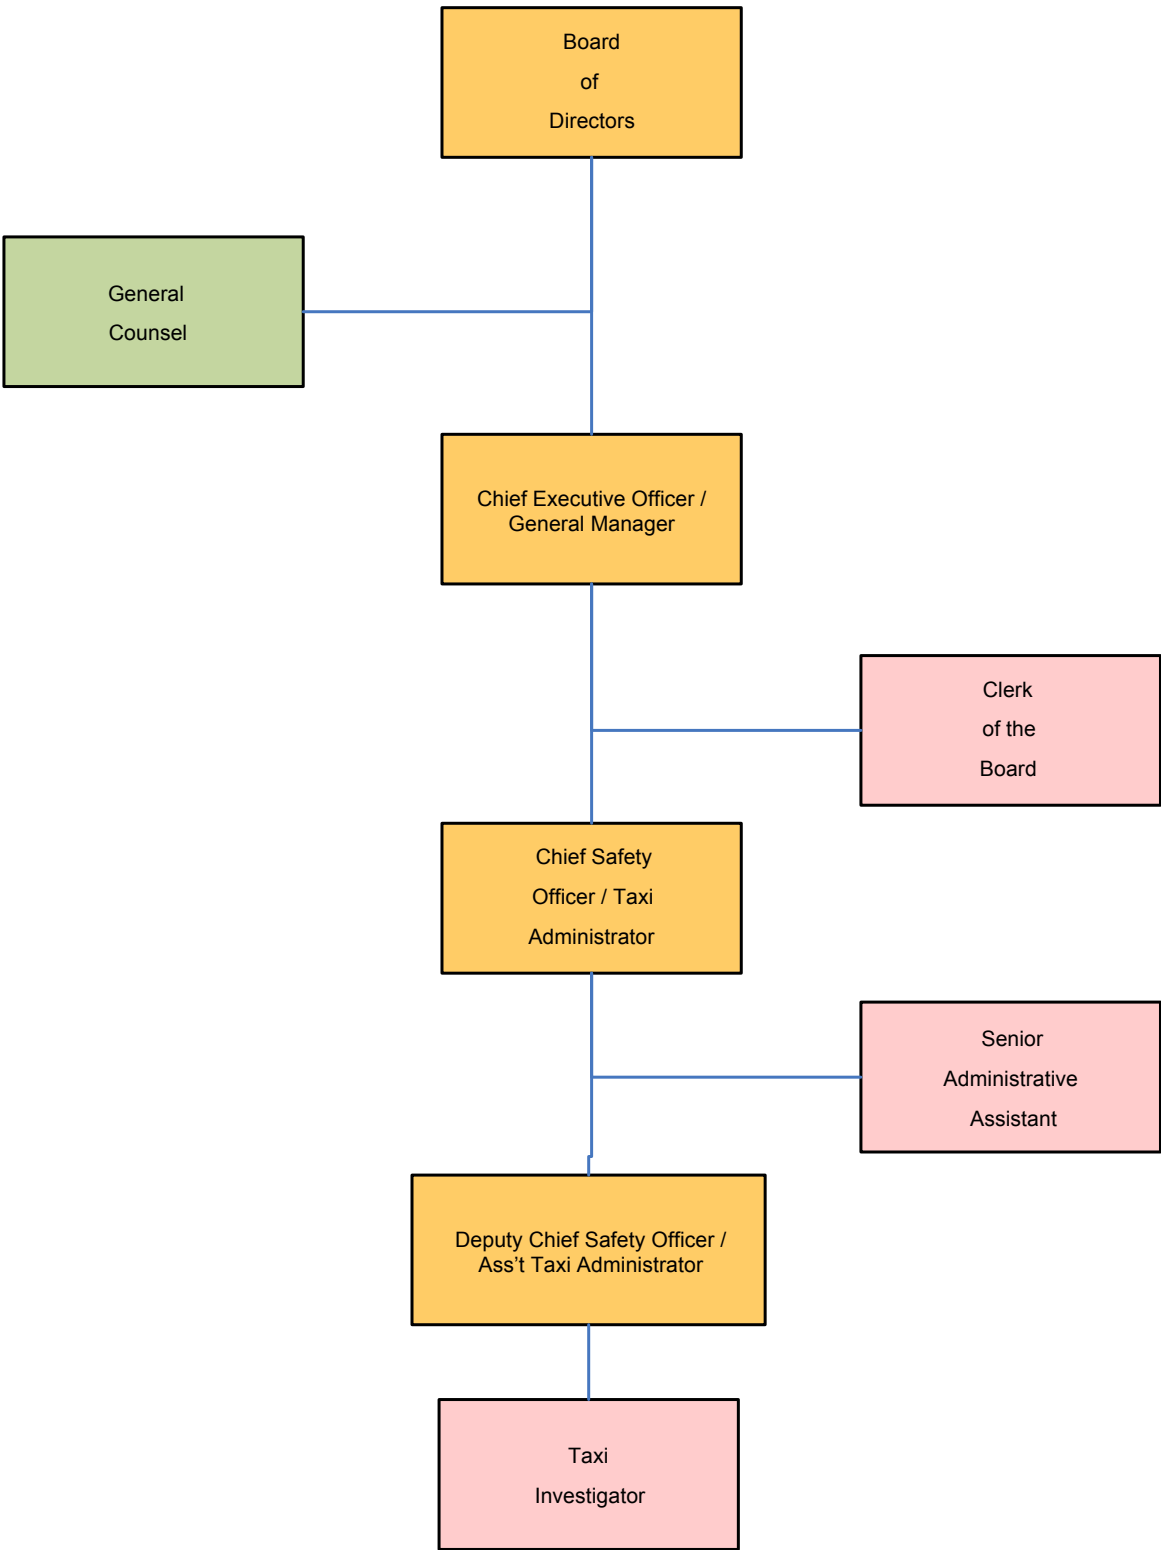 Board
of
Directors
General
Counsel
Chief Executive Officer /
General Manager
Clerk
of the
Board
Chief Safety
Officer / Taxi
Administrator
Senior
Administrative
Assistant
Deputy Chief Safety Officer /
Ass’t Taxi Administrator
Taxi
Investigator